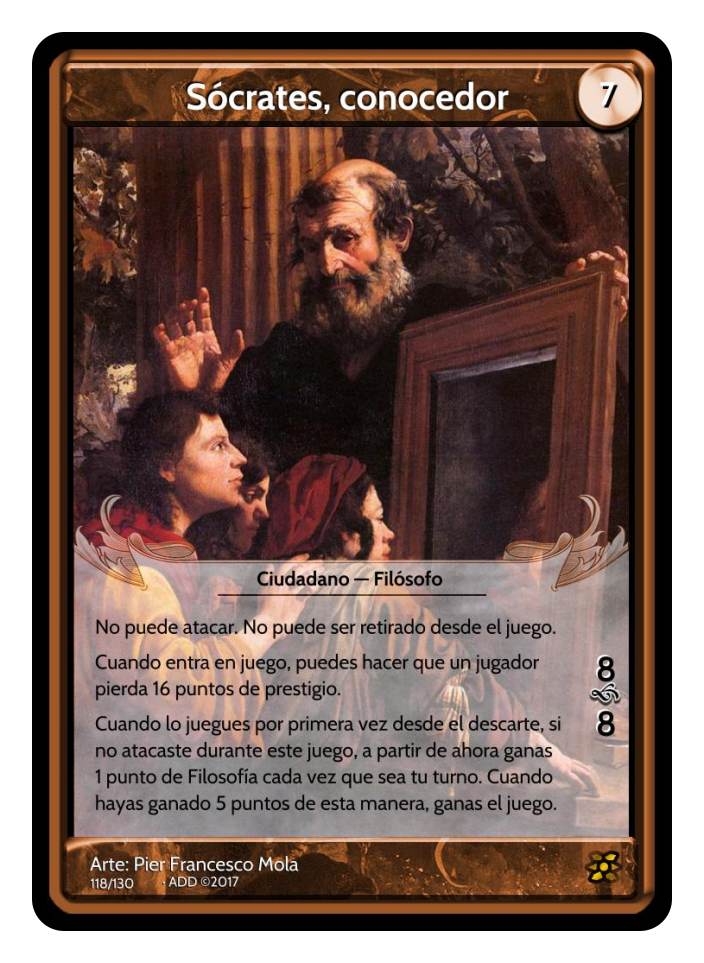 Sócrates, conocedor
7
Ciudadano — Filósofo
No puede atacar. No puede ser retirado desde el juego.
Cuando entra en juego, puedes hacer que un jugador
pierda 16 puntos de prestigio.
Cuando lo juegues por primera vez desde el descarte, si
no atacaste durante este juego, a partir de ahora ganas
1 punto de Filosofía cada vez que sea tu turno. Cuando
hayas ganado 5 puntos de esta manera, ganas el juego.
8
8
Arte: Pier Francesco Mola
118/130 · ADD ©2017